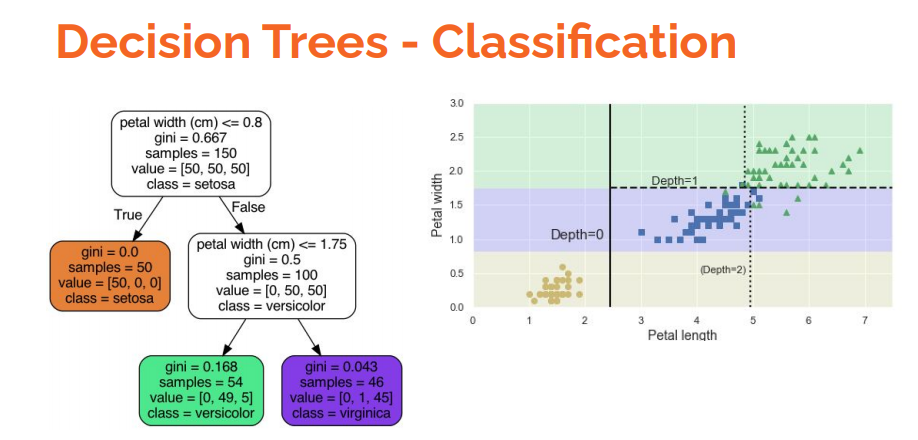 Decision Trees - Classification
petal width (cm) <= 0.8
gini = 0.667
samples = 150
value = [50, 50, 50]
class = setosa
True
False
gini = 0.0
samples = 50
value = [50, 0, 0]
class = setosa
petal width (cm) <= 1.75
gini = 0.5
samples = 100
value = [0, 50, 50]
class = versicolor
gini = 0.168
samples = 54
value = [0, 49, 5]
class = versicolor
gini = 0.043
samples = 46
value = [0, 1, 45]
class = virginica
3.0
2.5
2.0
1.5
1.0
0.5
0.0
Petal width
Depth=1
Depth=0
(Depth=2)
0 1 2 3 4 5 6 7
Petal length